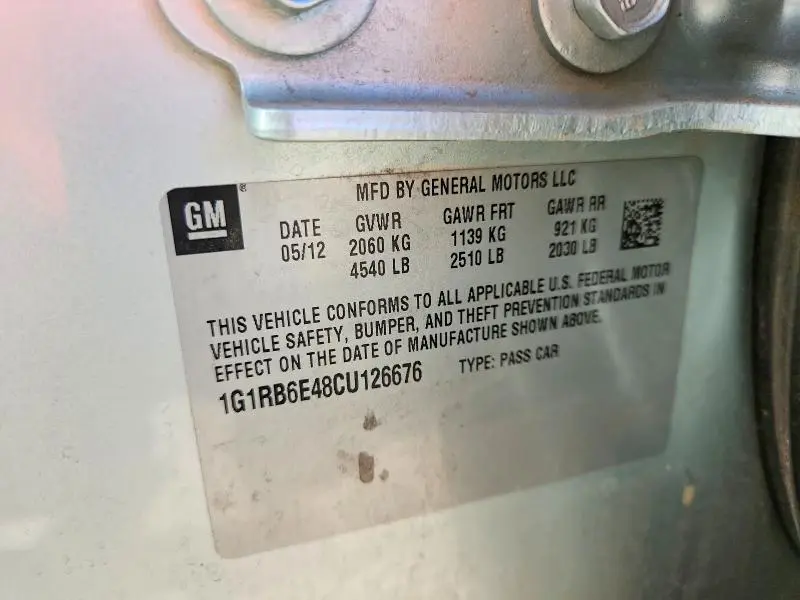 GM
MFD BY GENERAL MOTORS LLC
DATE GVWR GAWR FRT GAWR RR
05/12 2060 KG 1139 KG 921 KG
4540 LB 2510 LB 2030 LB
THIS VEHICLE CONFORMS TO ALL APPLICABLE U.S. FEDERAL MOTOR
VEHICLE SAFETY, BUMPER, AND THEFT PREVENTION STANDARDS IN
EFFECT ON THE DATE OF MANUFACTURE SHOWN ABOVE.
1G1RB6E48CU126676 TYPE: PASS CAR